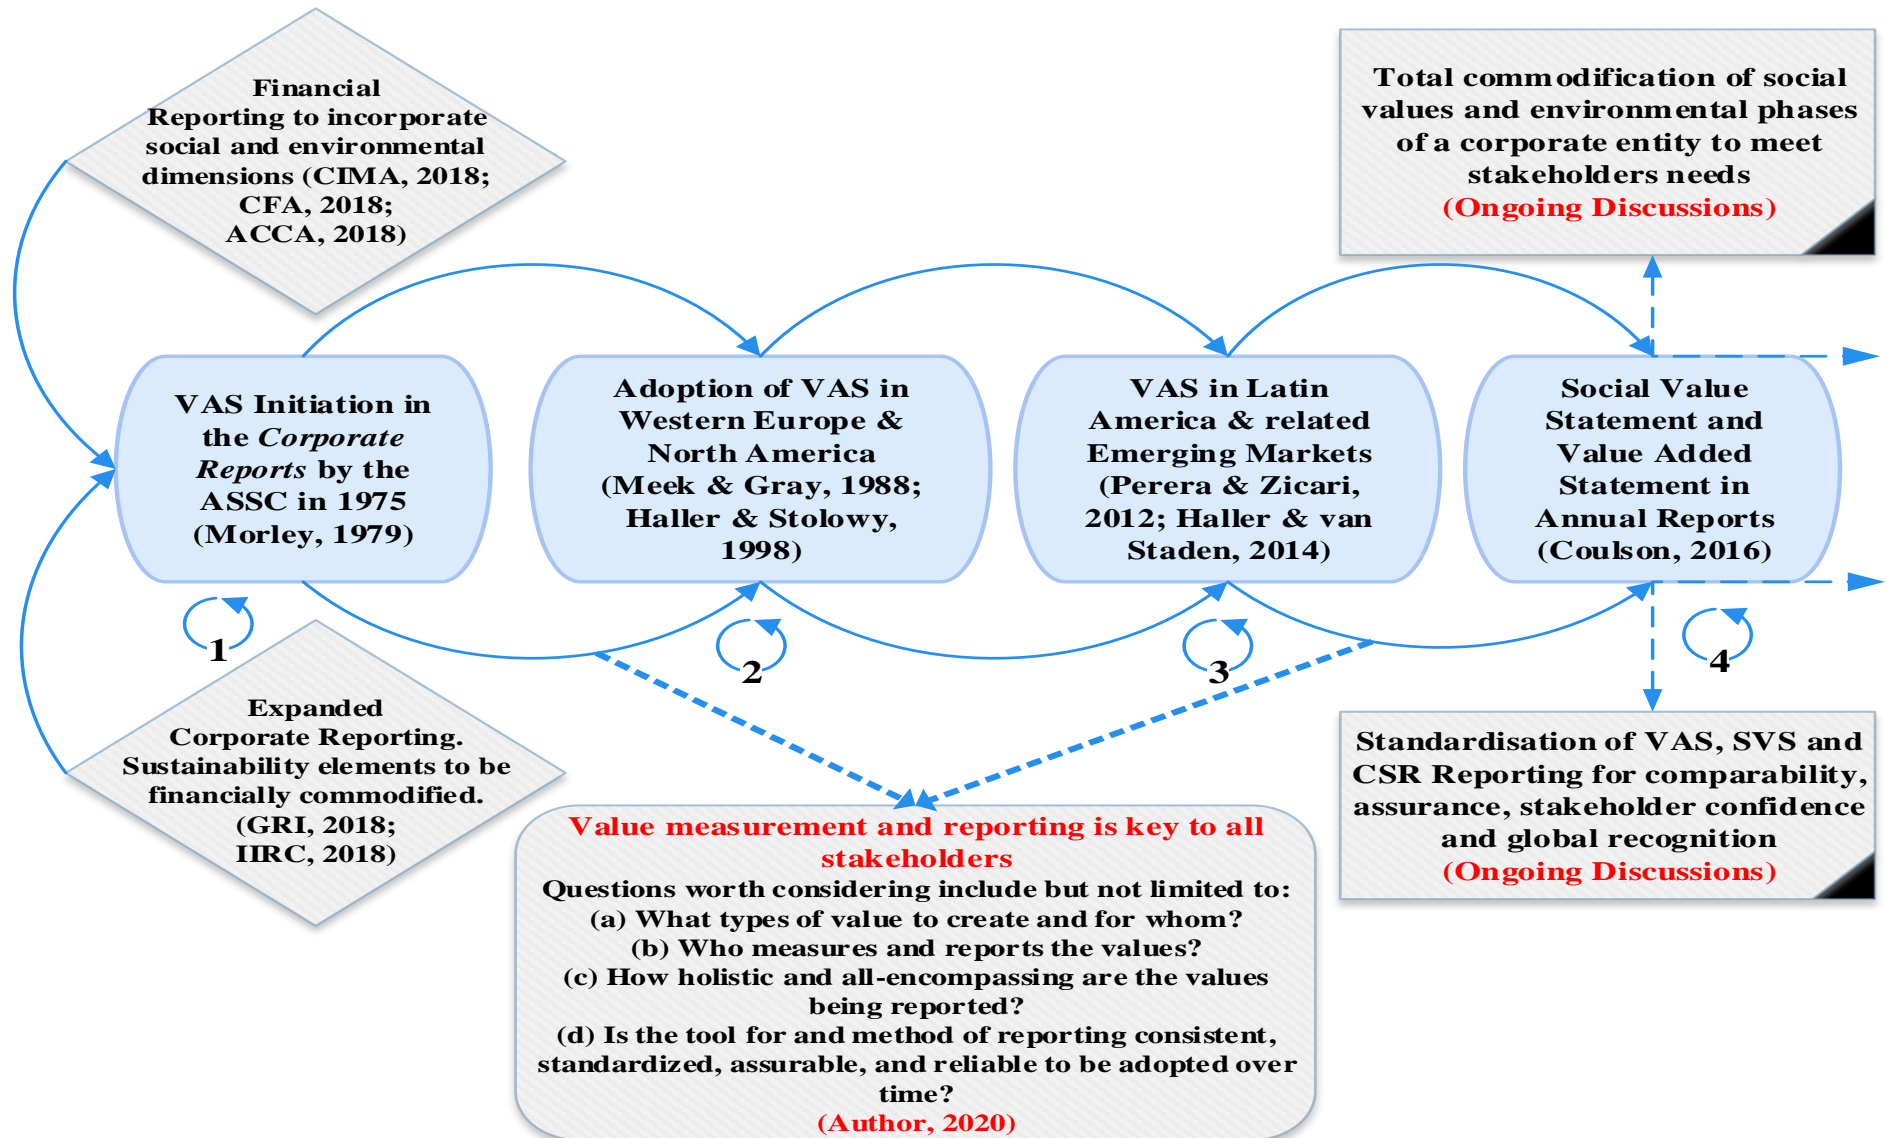 Financial
Reporting to incorporate
social and environmental
dimensions (CIMA, 2018;
CFA, 2018;
ACCA, 2018)
Total commodification of social
values and environmental phases
of a corporate entity to meet
stakeholders needs
(Ongoing Discussions)
VAS Initiation in
the Corporate
Reports by the
ASSC in 1975
(Morley, 1979)
Adoption of VAS in
Western Europe &
North America
(Meek & Gray, 1988;
Haller & Stolowy,
1998)
VAS in Latin
America & related
Emerging Markets
(Perera & Zicari,
2012; Haller & van
Staden, 2014)
Social Value
Statement and
Value Added
Statement in
Annual Reports
(Coulson, 2016)
1
2
3
4
Expanded
Corporate Reporting.
Sustainability elements to be
financially commodified.
(GRI, 2018;
IIRC, 2018)
Value measurement and reporting is key to all
stakeholders
Questions worth considering include but not limited to:
(a) What types of value to create and for whom?
(b) Who measures and reports the values?
(c) How holistic and all-encompassing are the values
being reported?
(d) Is the tool for and method of reporting consistent,
standardized, assurable, and reliable to be adopted over
time?
(Author, 2020)
Standardisation of VAS, SVS and
CSR Reporting for comparability,
assurance, stakeholder confidence
and global recognition
(Ongoing Discussions)